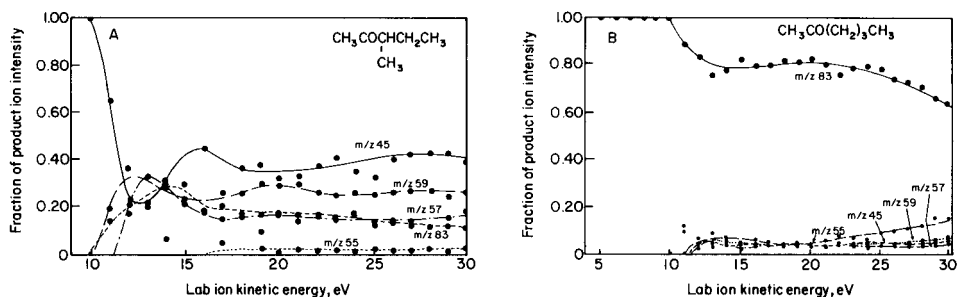 Fraction of product ion intensity
1.00
0.80
0.60
0.40
0.20
0
A
CH₃COCHCH₂CH₃
CH₃
m/z 45
m/z 59
m/z 57
m/z 83
m/z 55
10 15 20 25 30
Lab ion kinetic energy, eV
Fraction of product ion intensity
1.00
0.80
0.60
0.40
0.20
0
B
CH₃CO(CH₂)₃CH₃
m/z 83
m/z 57
m/z 59
m/z 45
m/z 55
5 10 15 20 25 30
Lab ion kinetic energy, eV